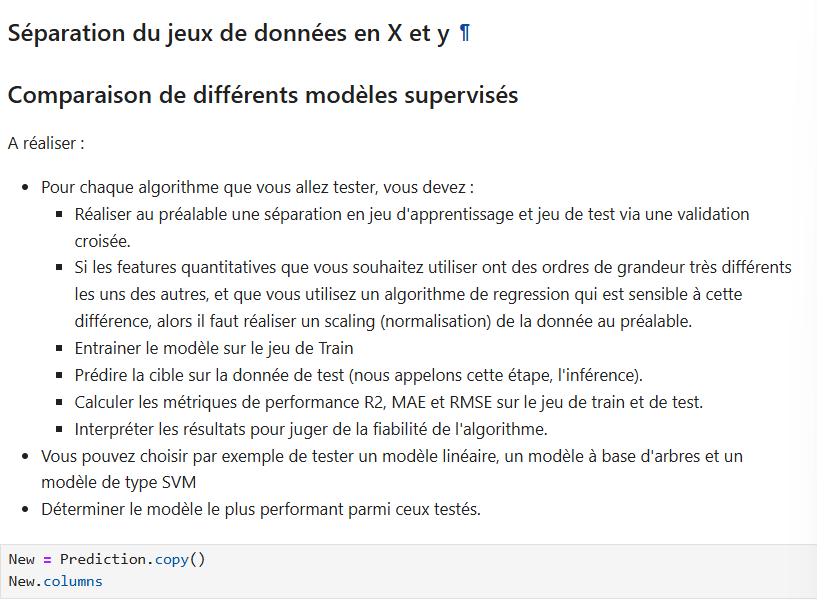 Séparation du jeux de données en X et y ¶
Comparaison de différents modèles supervisés
A réaliser :
• Pour chaque algorithme que vous allez tester, vous devez :
▪ Réaliser au préalable une séparation en jeu d'apprentissage et jeu de test via une validation
croisée.
▪ Si les features quantitatives que vous souhaitez utiliser ont des ordres de grandeur très différents
les uns des autres, et que vous utilisez un algorithme de regression qui est sensible à cette
différence, alors il faut réaliser un scaling (normalisation) de la donnée au préalable.
▪ Entrainer le modèle sur le jeu de Train
▪ Prédire la cible sur la donnée de test (nous appelons cette étape, l'inférence).
▪ Calculer les métriques de performance R2, MAE et RMSE sur le jeu de train et de test.
▪ Interpréter les résultats pour juger de la fiabilité de l'algorithme.
• Vous pouvez choisir par exemple de tester un modèle linéaire, un modèle à base d'arbres et un
modèle de type SVM
• Déterminer le modèle le plus performant parmi ceux testés.
New = Prediction.copy()
New.columns